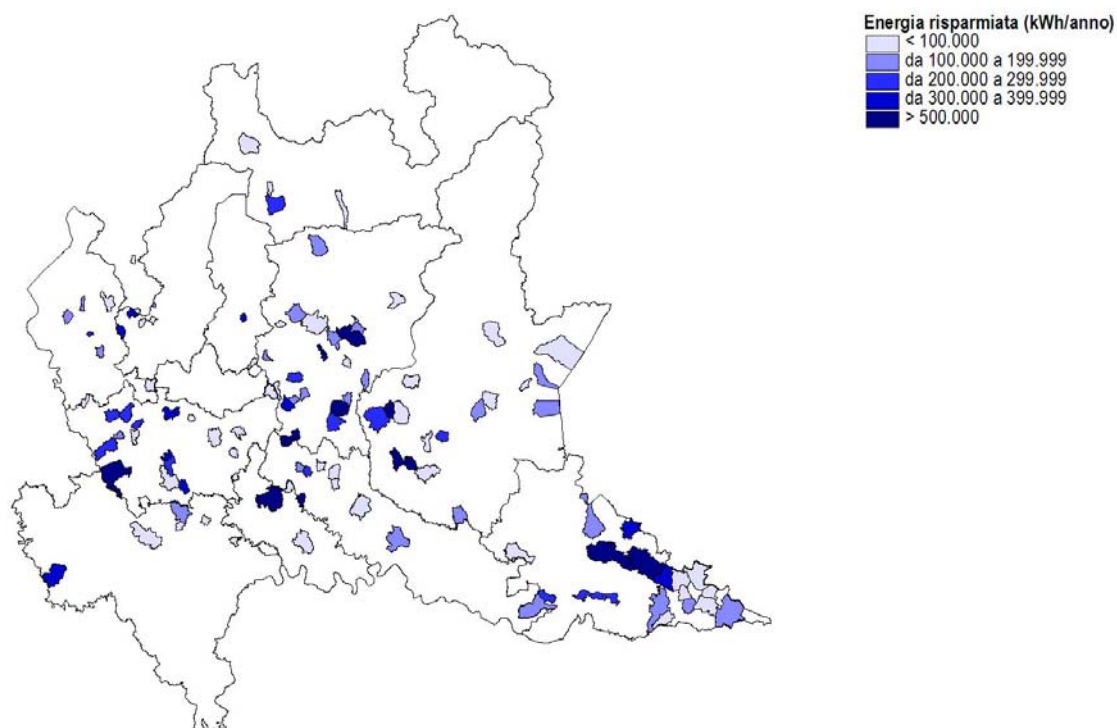 Energia risparmiata (kWh/anno)
< 100.000
da 100.000 a 199.999
da 200.000 a 299.999
da 300.000 a 399.999
> 500.000